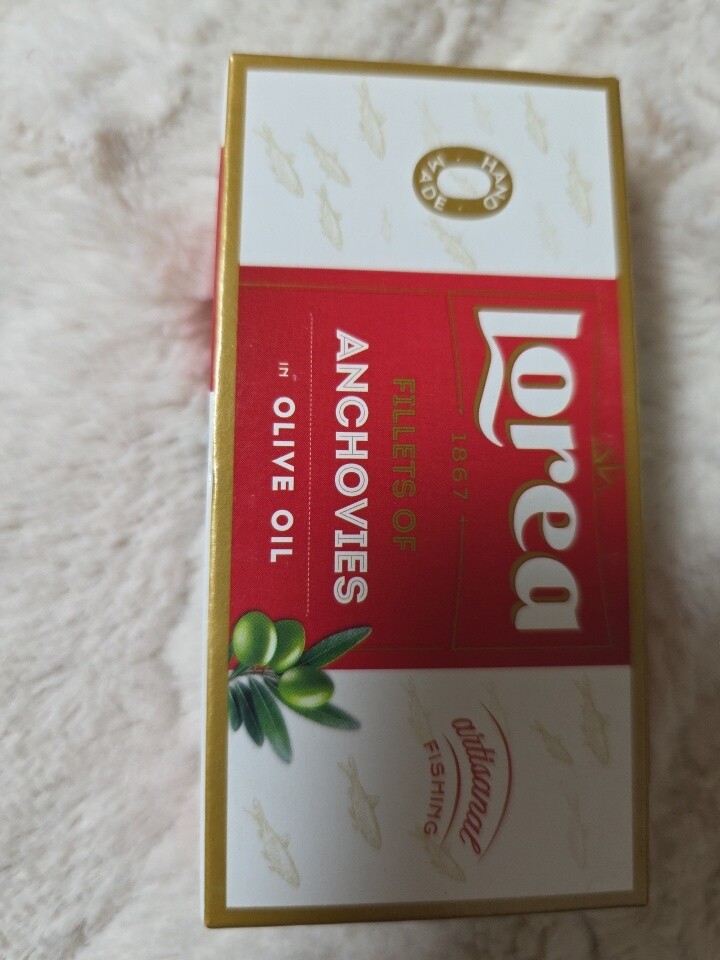 HAND
MADE
Lorea
1867
FILLETS OF
ANCHOVIES
IN OLIVE OIL
artisanal
FISHING